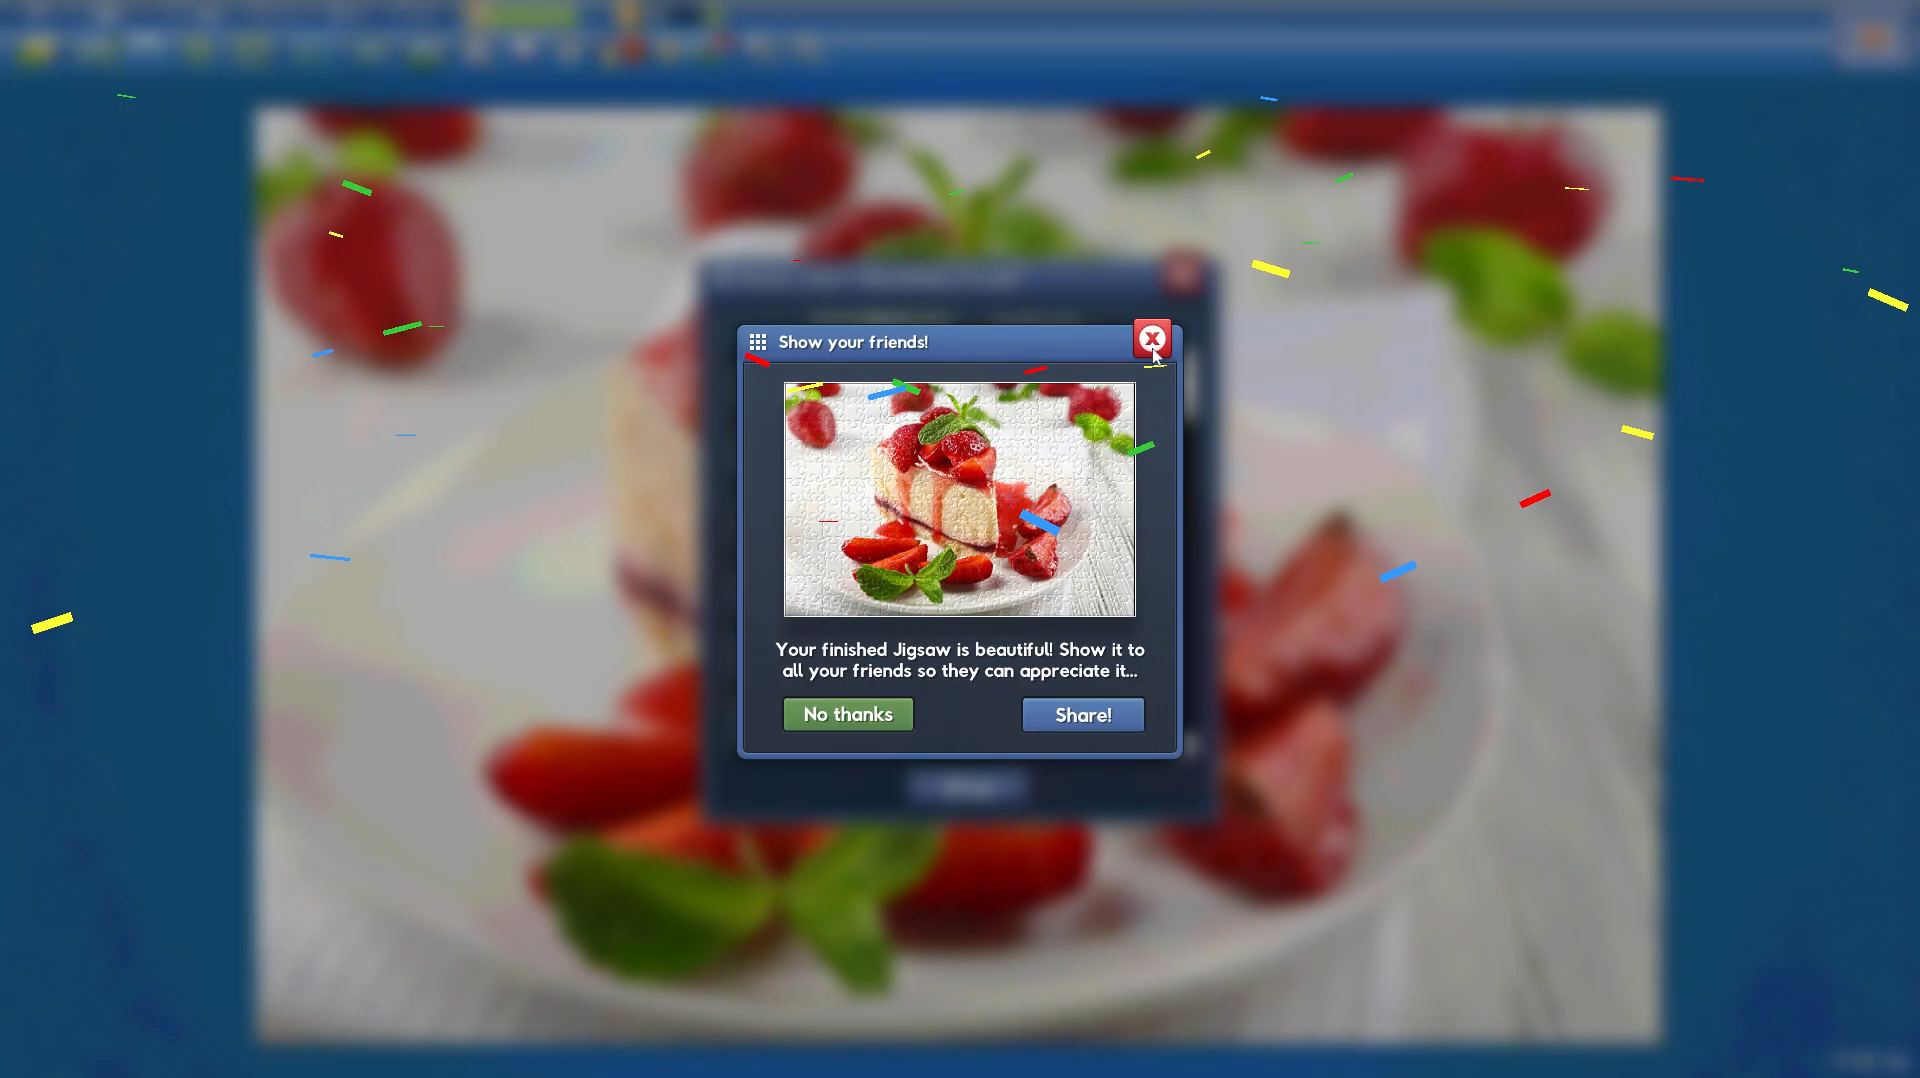 Show your friends!
Your finished Jigsaw is beautiful! Show it to
all your friends so they can appreciate it...
No thanks
Share!